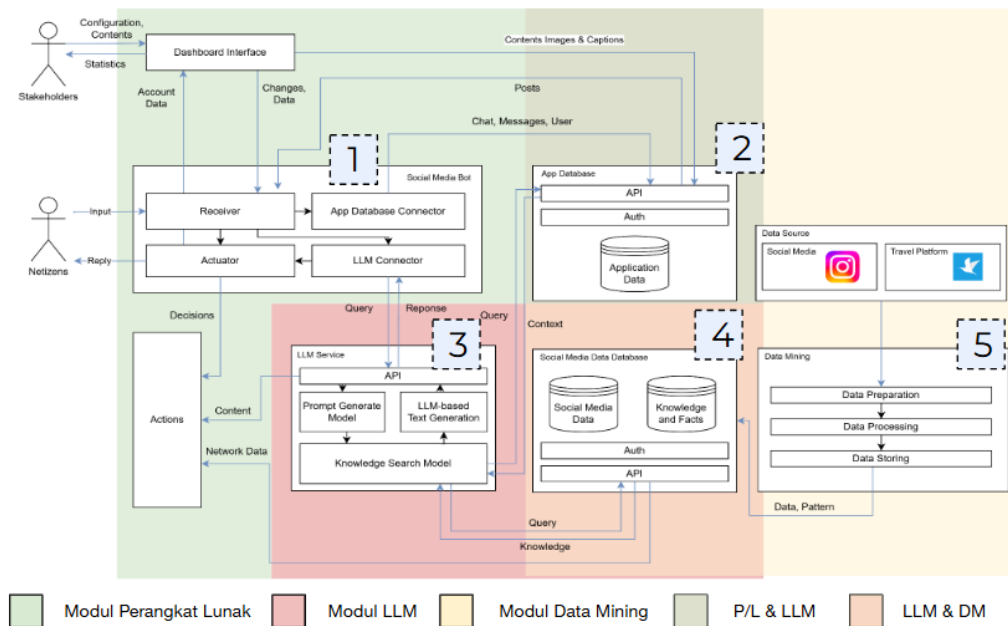 Configuration,
Contents
Statistics
Stakeholders
Dashboard Interface
Contents Images & Captions
Account
Data
Changes,
Data
Posts
Chat, Messages, User
1
Social Media Bot
Receiver
App Database Connector
Actuator
LLM Connector
Input
Reply
Netizens
2
App Database
API
Auth
Application
Data
Data Source
Social Media
Travel Platform
Decisions
Query
Reponse
Query
Context
Actions
Content
Network Data
3
LLM Service
API
Prompt Generate
Model
LLM-based
Text Generation
Knowledge Search Model
4
Social Media Data Database
Social Media
Data
Knowledge
and Facts
Auth
API
5
Data Mining
Data Preparation
Data Processing
Data Storing
Data, Pattern
Query
Knowledge
Modul Perangkat Lunak
Modul LLM
Modul Data Mining
P/L & LLM
LLM & DM